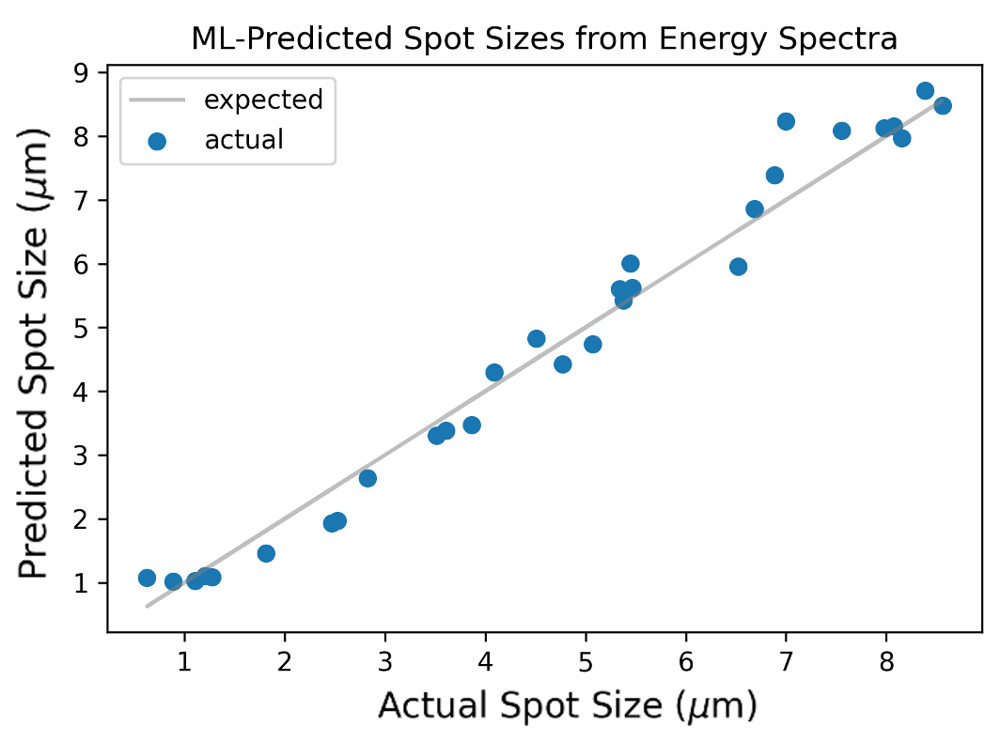 ML-Predicted Spot Sizes from Energy Spectra
expected
actual
Predicted Spot Size (μm)
9
8
7
6
5
4
3
2
1
1 2 3 4 5 6 7 8
Actual Spot Size (μm)